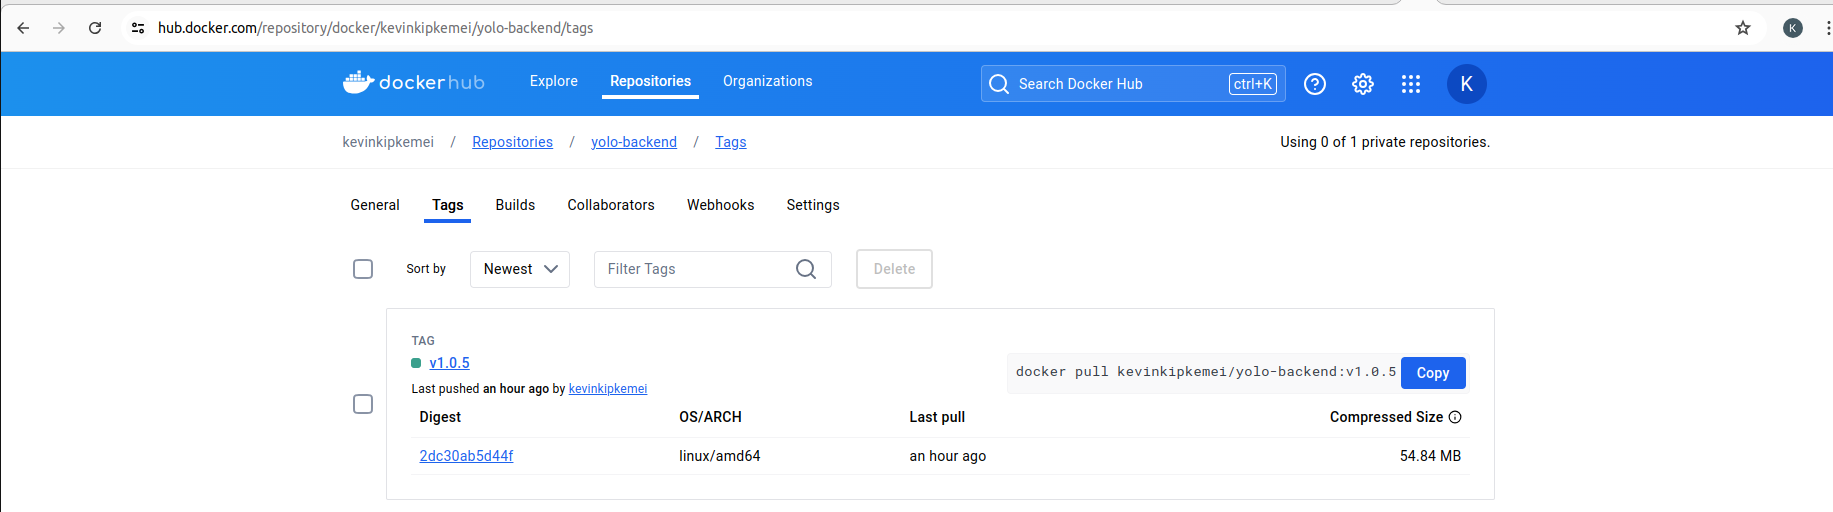 hub.docker.com/repository/docker/kevinkipkemei/yolo-backend/tags
K
dockerhub Explore Repositories Organizations Search Docker Hub ctrl+K ? K
kevinkipkemei / Repositories / yolo-backend / Tags Using 0 of 1 private repositories.
General Tags Builds Collaborators Webhooks Settings
Sort by Newest Filter Tags Delete
TAG
v1.0.5
docker pull kevinkipkemei/yolo-backend:v1.0.5 Copy
Last pushed an hour ago by kevinkipkemei
Digest OS/ARCH Last pull Compressed Size
2dc30ab5d44f linux/amd64 an hour ago 54.84 MB